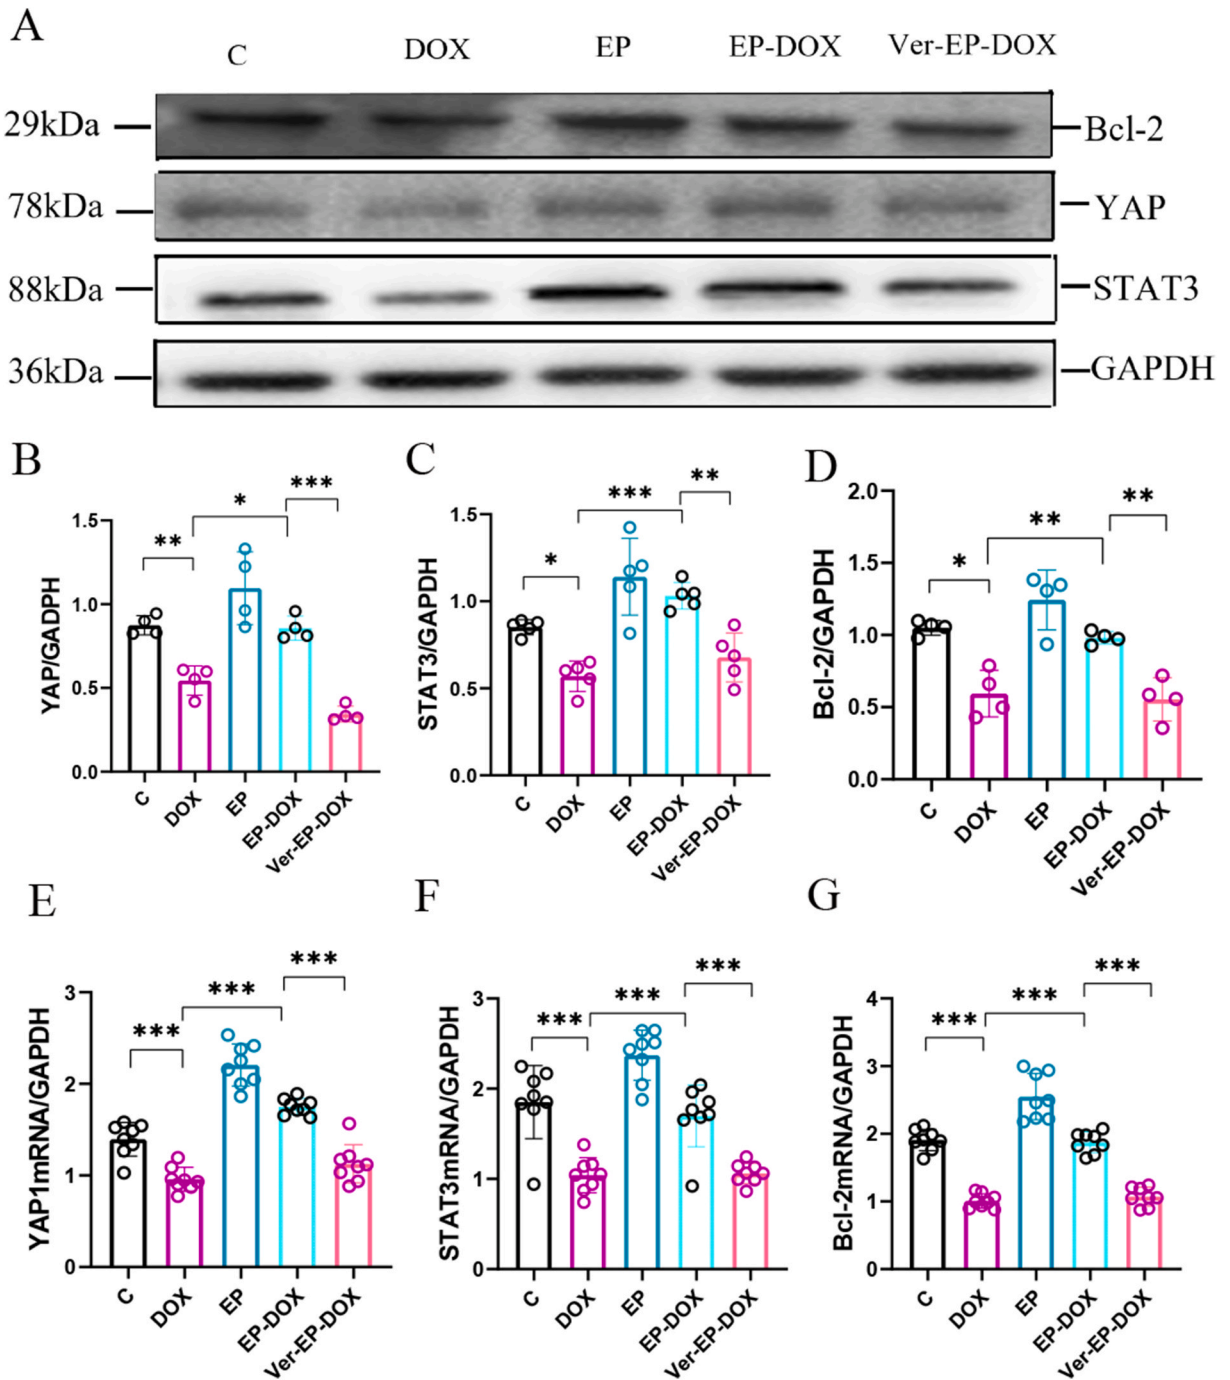 A
C DOX EP EP-DOX Ver-EP-DOX
29kDa Bcl-2
78kDa YAP
88kDa STAT3
36kDa GAPDH
B
YAP/GADPH
1.5
1.0
0.5
0.0
** * ***
C DOX EP EP-DOX Ver-EP-DOX
C
STAT3/GAPDH
1.5
1.0
0.5
0.0
* *** **
C DOX EP EP-DOX Ver-EP-DOX
D
Bcl-2/GAPDH
2.0
1.5
1.0
0.5
0.0
* ** **
C DOX EP EP-DOX Ver-EP-DOX
E
YAP1mRNA/GAPDH
3
2
1
0
*** *** ***
C DOX EP EP-DOX Ver-EP-DOX
F
STAT3mRNA/GAPDH
3
2
1
0
*** *** ***
C DOX EP EP-DOX Ver-EP-DOX
G
Bcl-2mRNA/GAPDH
4
3
2
1
0
*** *** ***
C DOX EP EP-DOX Ver-EP-DOX